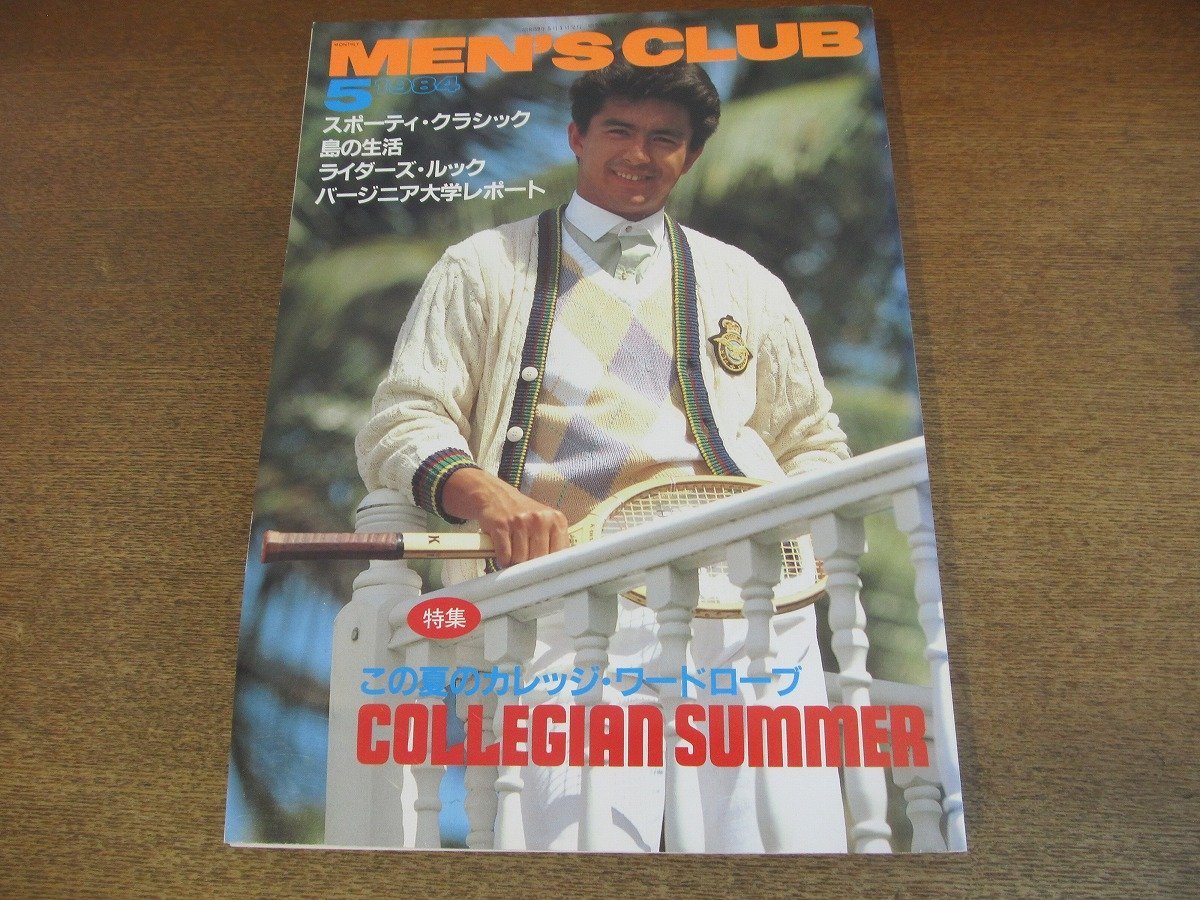 MONTHLY
MEN'S CLUB
5 1984
スポーティ・クラシック
島の生活
ライダーズ・ルック
バージニア大学レポート
K
特集
この夏のカレッジ・ワードローブ
COLLEGIAN SUMMER